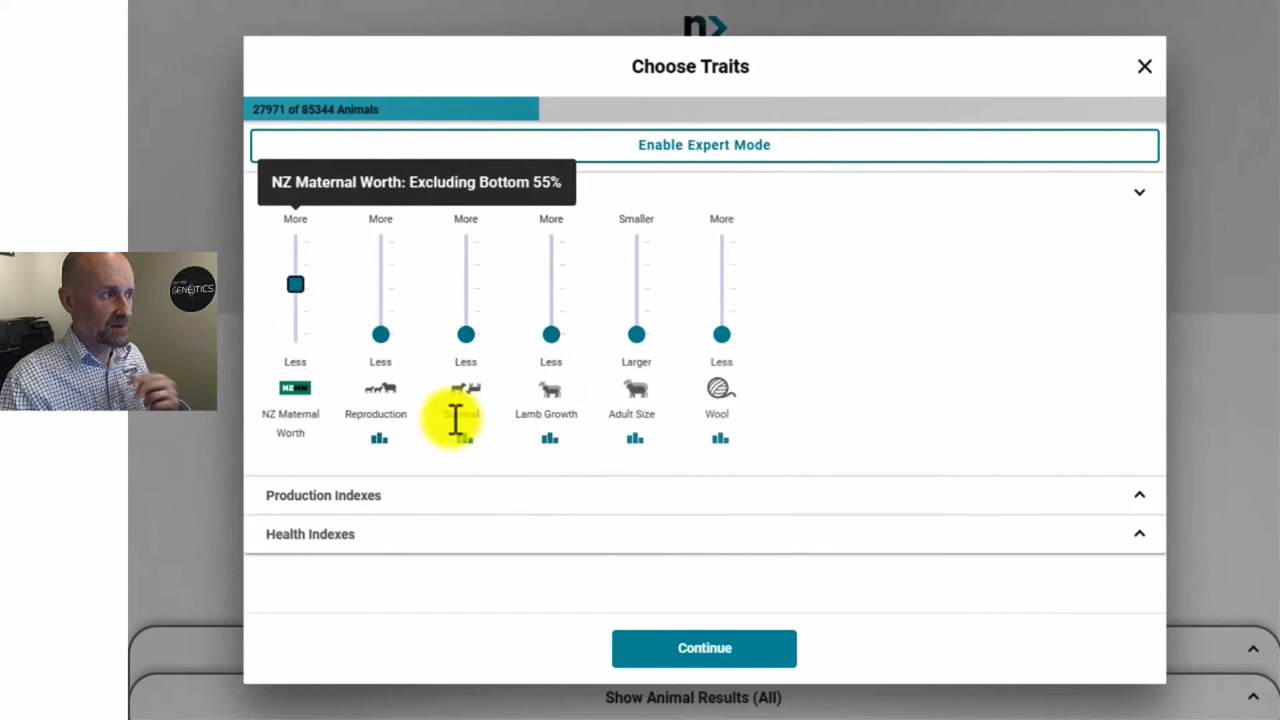 n>
Choose Traits
27971 of 85344 Animals
Enable Expert Mode
NZ Maternal Worth: Excluding Bottom 55%
More More More More Smaller More
Less Less Less Less Larger Less
NZMW
NZ Maternal Worth
Reproduction
Survival
Lamb Growth
Adult Size
Wool
GENETICS
Production Indexes
Health Indexes
Continue
Show Animal Results (All)